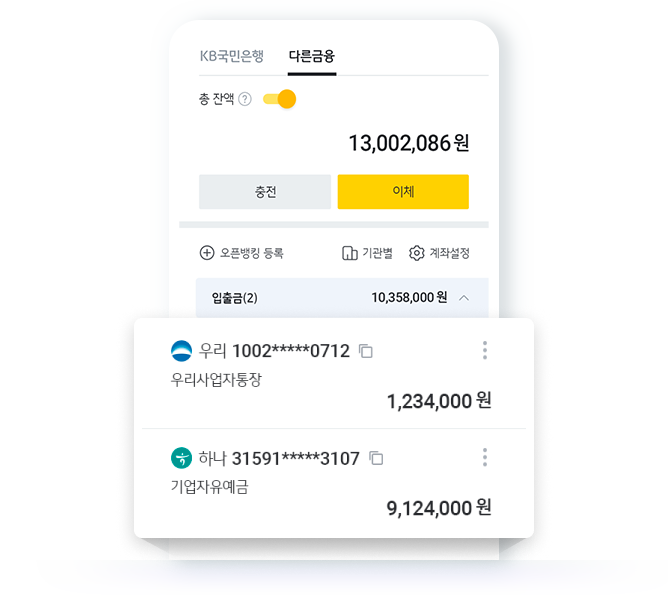 KB국민은행 다른금융
총 잔액 ?
13,002,086원
충전 이체
오픈뱅킹 등록 기관별 계좌설정
입출금(2) 10,358,000 원
우리 1002*****0712
우리사업자통장
1,234,000 원
하나 31591*****3107
기업자유예금
9,124,000 원